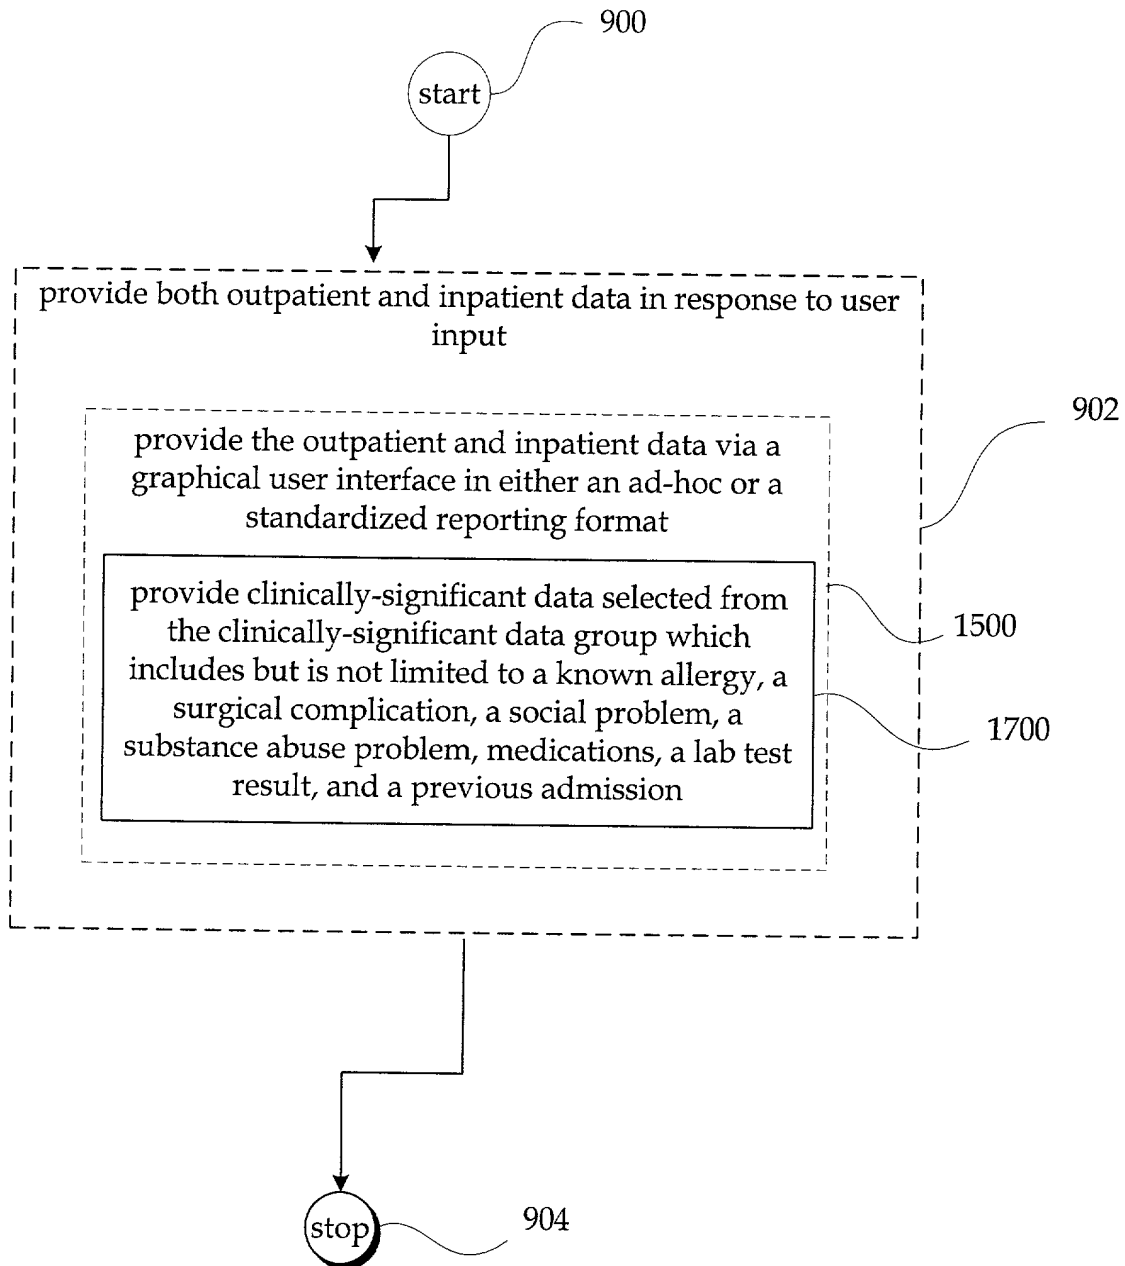 900
start
provide both outpatient and inpatient data in response to user
input
902
provide the outpatient and inpatient data via a
graphical user interface in either an ad-hoc or a
standardized reporting format
provide clinically-significant data selected from
the clinically-significant data group which
includes but is not limited to a known allergy, a
surgical complication, a social problem, a
substance abuse problem, medications, a lab test
result, and a previous admission
1500
1700
904
stop